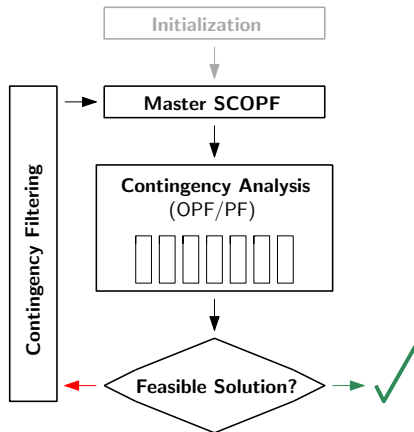 Initialization
Master SCOPF
Contingency Analysis
(OPF/PF)
Contingency Filtering
Feasible Solution?